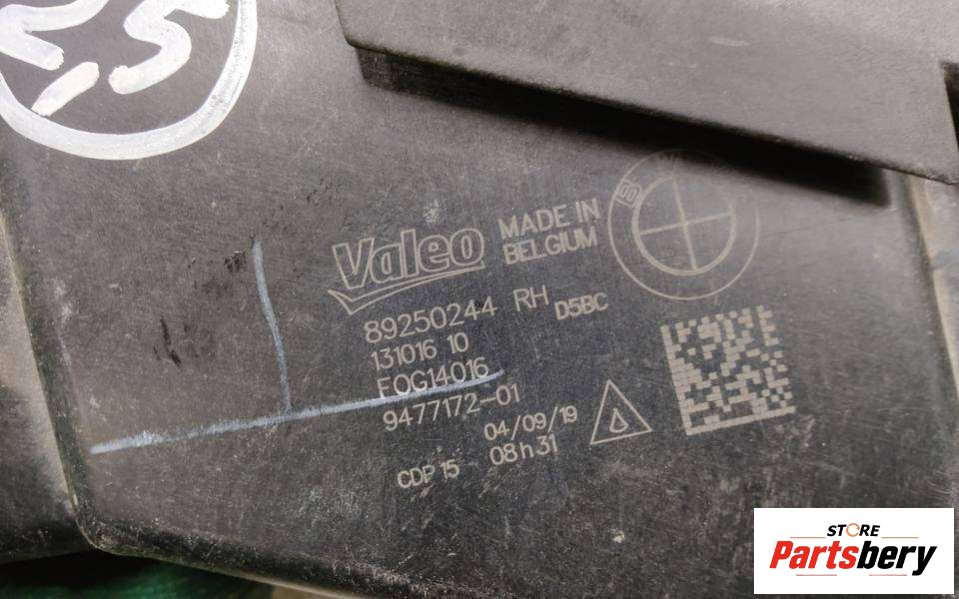 Valeo
MADE IN
BELGIUM
BMW
89250244 RH
D5BC
131016 10
FOG14016
9477172-01
04/09/19
CDP 15
08h31
STORE
Partsbery